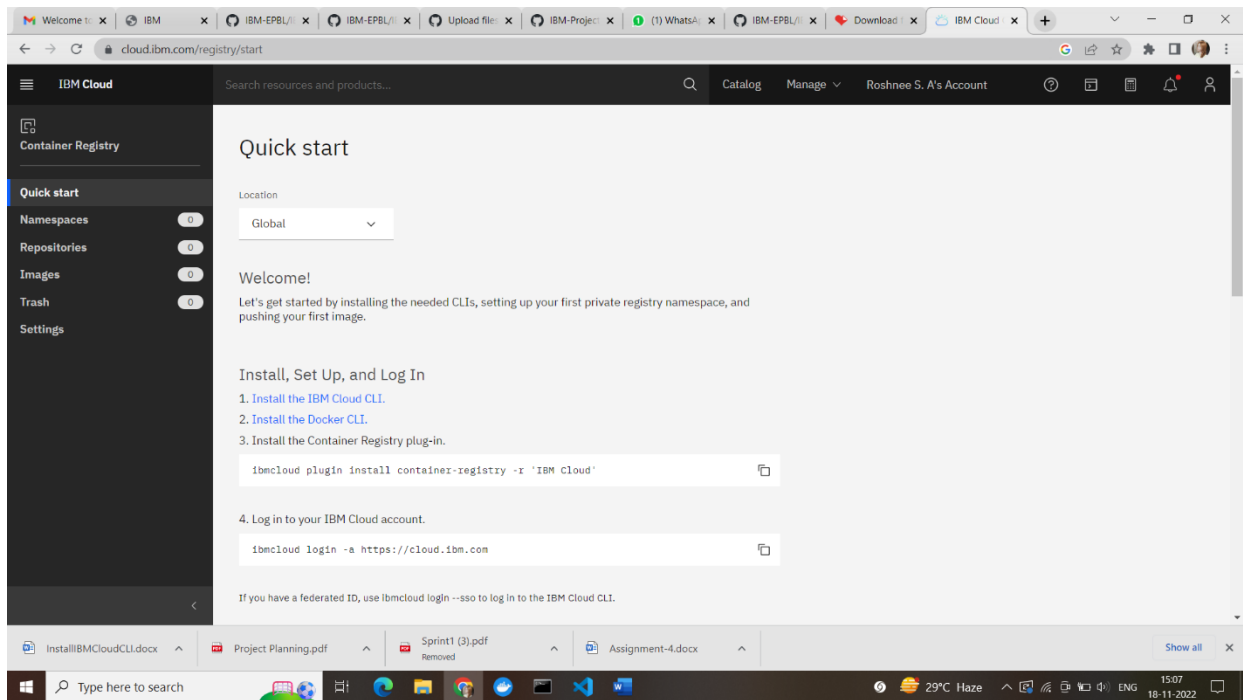 Welcome to
IBM
IBM-EPBL/I
IBM-EPBL/I
Upload files
IBM-Project
(1) WhatsA
IBM-EPBL/I
Download
IBM Cloud
cloud.ibm.com/registry/start
IBM Cloud
Search resources and products...
Catalog
Manage
Roshnee S. A's Account
Container Registry
Quick start
Namespaces 0
Repositories 0
Images 0
Trash 0
Settings
Quick start
Location
Global
Welcome!
Let's get started by installing the needed CLIs, setting up your first private registry namespace, and
pushing your first image.
Install, Set Up, and Log In
1. Install the IBM Cloud CLI.
2. Install the Docker CLI.
3. Install the Container Registry plug-in.
ibmcloud plugin install container-registry -r 'IBM Cloud'
4. Log in to your IBM Cloud account.
ibmcloud login -a https://cloud.ibm.com
If you have a federated ID, use ibmcloud login --sso to log in to the IBM Cloud CLI.
InstallIBMCloudCLI.docx
Project Planning.pdf
Sprint1 (3).pdf
Removed
Assignment-4.docx
Show all
Type here to search
29°C Haze
ENG
15:07
18-11-2022